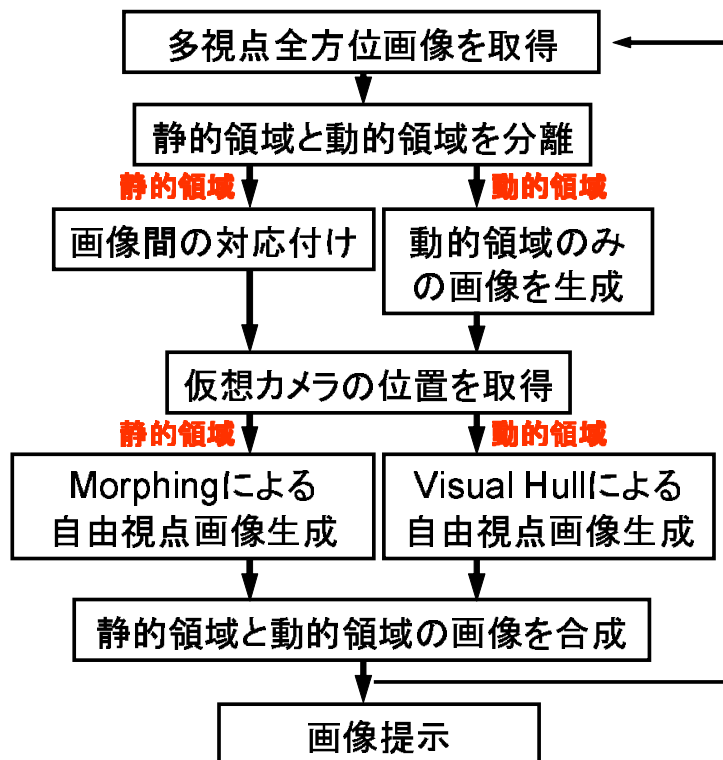 多視点全方位画像を取得
静的領域と動的領域を分離
静的領域
動的領域
画像間の対応付け
動的領域のみ
の画像を生成
仮想カメラの位置を取得
静的領域
動的領域
Morphingによる
自由視点画像生成
Visual Hullによる
自由視点画像生成
静的領域と動的領域の画像を合成
画像提示